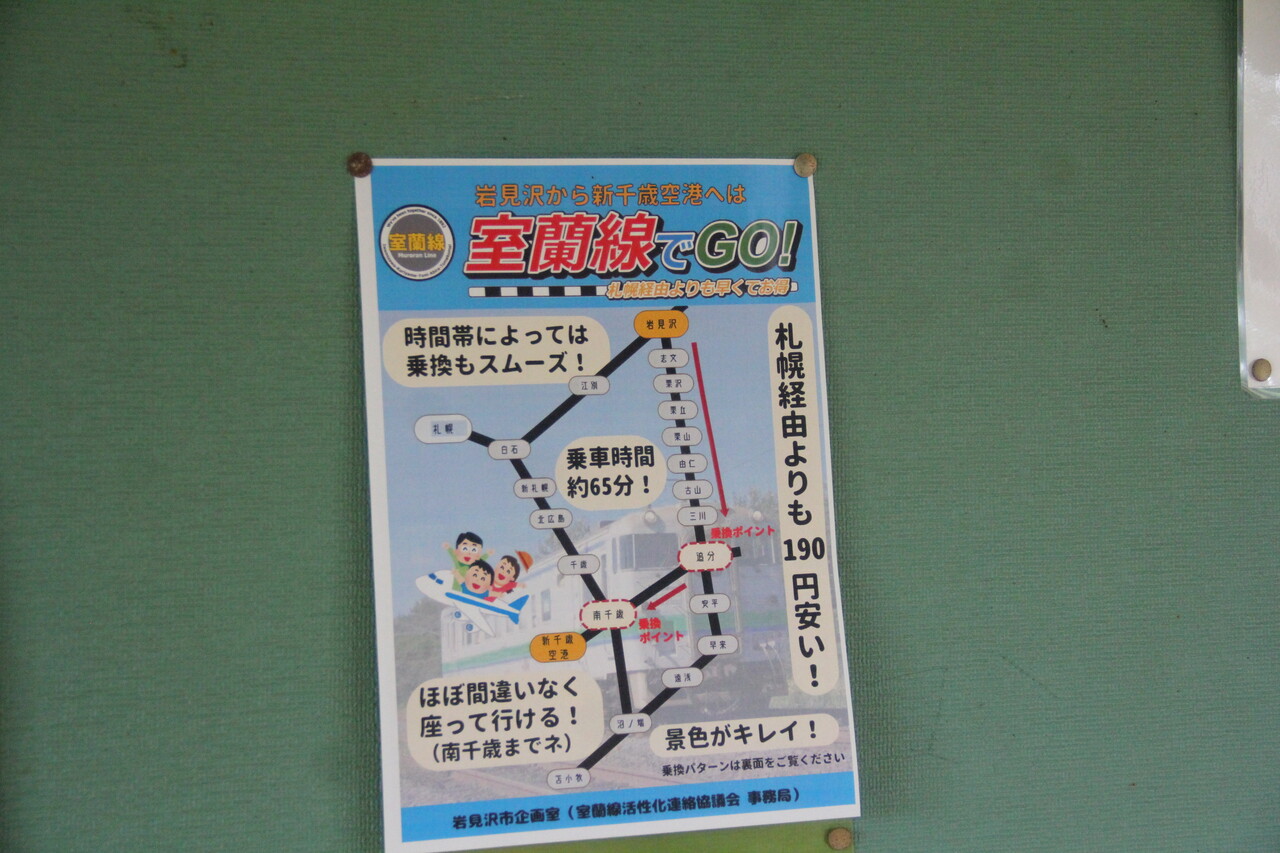 岩見沢から新千歳空港へは
室蘭線
Muroran Line
室蘭線でGO!
札幌経由よりも早くてお得
時間帯によっては
乗換もスムーズ！
岩見沢
志文
栗沢
栗丘
栗山
由仁
古山
三川
乗換ポイント
追分
安平
早来
遠浅
沼ノ端
苫小牧
江別
札幌
白石
新札幌
北広島
千歳
南千歳
乗換
ポイント
新千歳
空港
乗車時間
約65分！
札幌経由よりも190円安い！
ほぼ間違いなく
座って行ける！
（南千歳までネ）
景色がキレイ！
乗換パターンは裏面をご覧ください
岩見沢市企画室（室蘭線活性化連絡協議会 事務局）